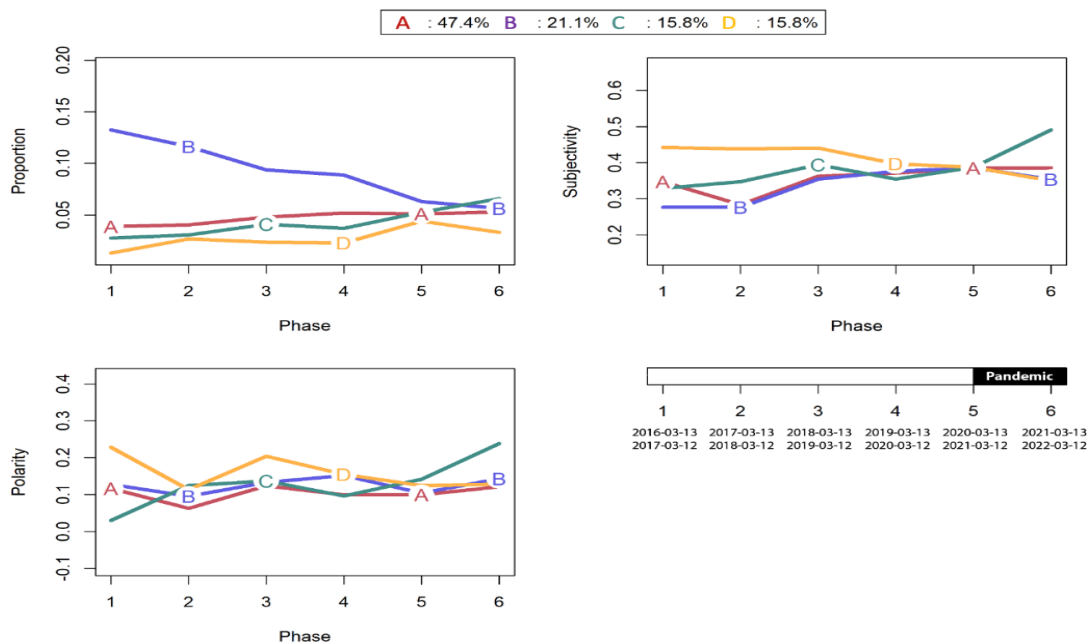 A : 47.4% B : 21.1% C : 15.8% D : 15.8%
Proportion
0.20
0.15
0.10
0.05
A B C D A B
1 2 3 4 5 6
Phase
Subjectivity
0.6
0.5
0.4
0.3
0.2
A B C D A B
1 2 3 4 5 6
Phase
Polarity
0.4
0.3
0.2
0.1
0.0
-0.1
A B C D A B
1 2 3 4 5 6
Phase
Pandemic
1 2 3 4 5 6
2016-03-13 2017-03-13 2018-03-13 2019-03-13 2020-03-13 2021-03-13
2017-03-12 2018-03-12 2019-03-12 2020-03-12 2021-03-12 2022-03-12